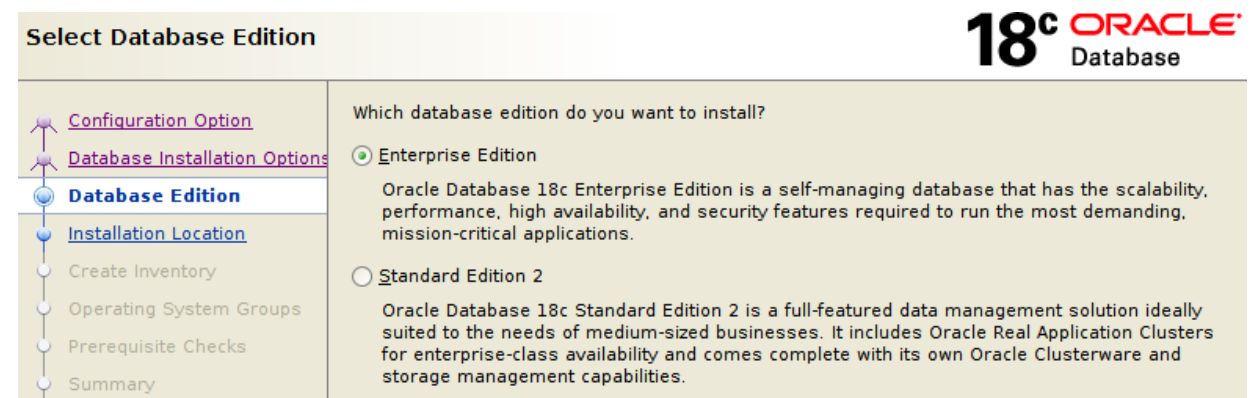 Select Database Edition
18c ORACLE
Database
Configuration Option
Database Installation Options
Database Edition
Installation Location
Create Inventory
Operating System Groups
Prerequisite Checks
Summary
Which database edition do you want to install?
Enterprise Edition
Oracle Database 18c Enterprise Edition is a self-managing database that has the scalability,
performance, high availability, and security features required to run the most demanding,
mission-critical applications.
Standard Edition 2
Oracle Database 18c Standard Edition 2 is a full-featured data management solution ideally
suited to the needs of medium-sized businesses. It includes Oracle Real Application Clusters
for enterprise-class availability and comes complete with its own Oracle Clusterware and
storage management capabilities.